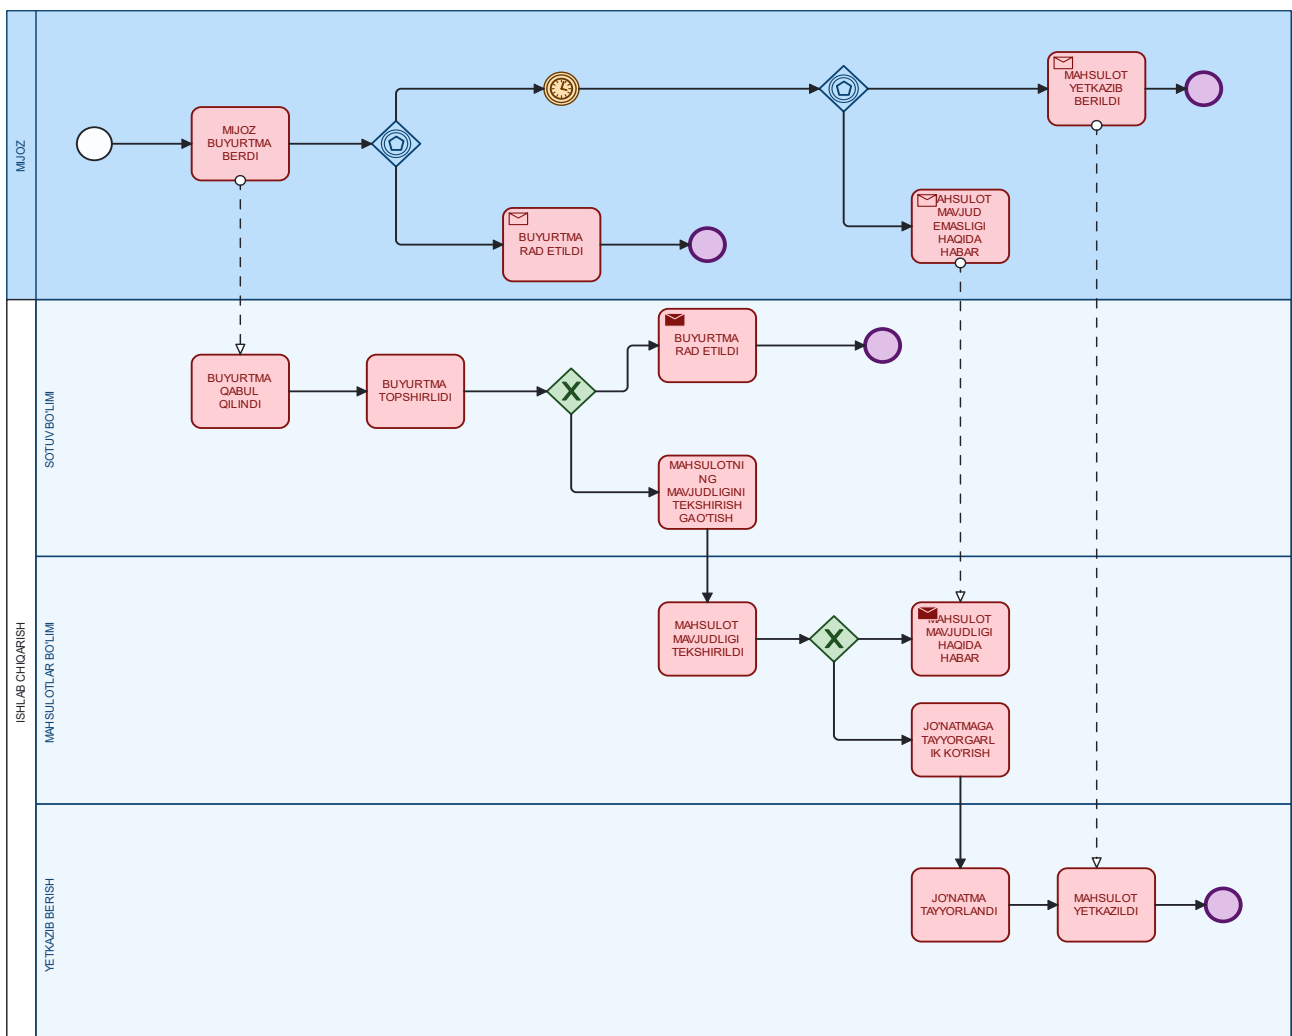 MIJOZ
MIJOZ
BUYURTMA
BERDI
MAHSULOT
YETKAZIB
BERILDI
BUYURTMA
RAD ETILDI
AHSULOT
MAVJUD
EMASLIGI
HAQIDA
HABAR
ISHLAB CHIQARISH
SOTUV BO'LIMI
BUYURTMA
QABUL
QILINDI
BUYURTMA
TOPSHIRLIDI
BUYURTMA
RAD ETILDI
MAHSULOTNI
NG
MAVJUDLIGINI
TEKSHIRISH
GAO'TISH
MAHSULOTLAR BO'LIMI
MAHSULOT
MAVJUDLIGI
TEKSHIRILDI
MAHSULOT
MAVJUDLIGI
HAQIDA
HABAR
JO'NATMAGA
TAYYORGARL
IK KO'RISH
YETKAZIB BERISH
JO'NATMA
TAYYORLANDI
MAHSULOT
YETKAZILDI